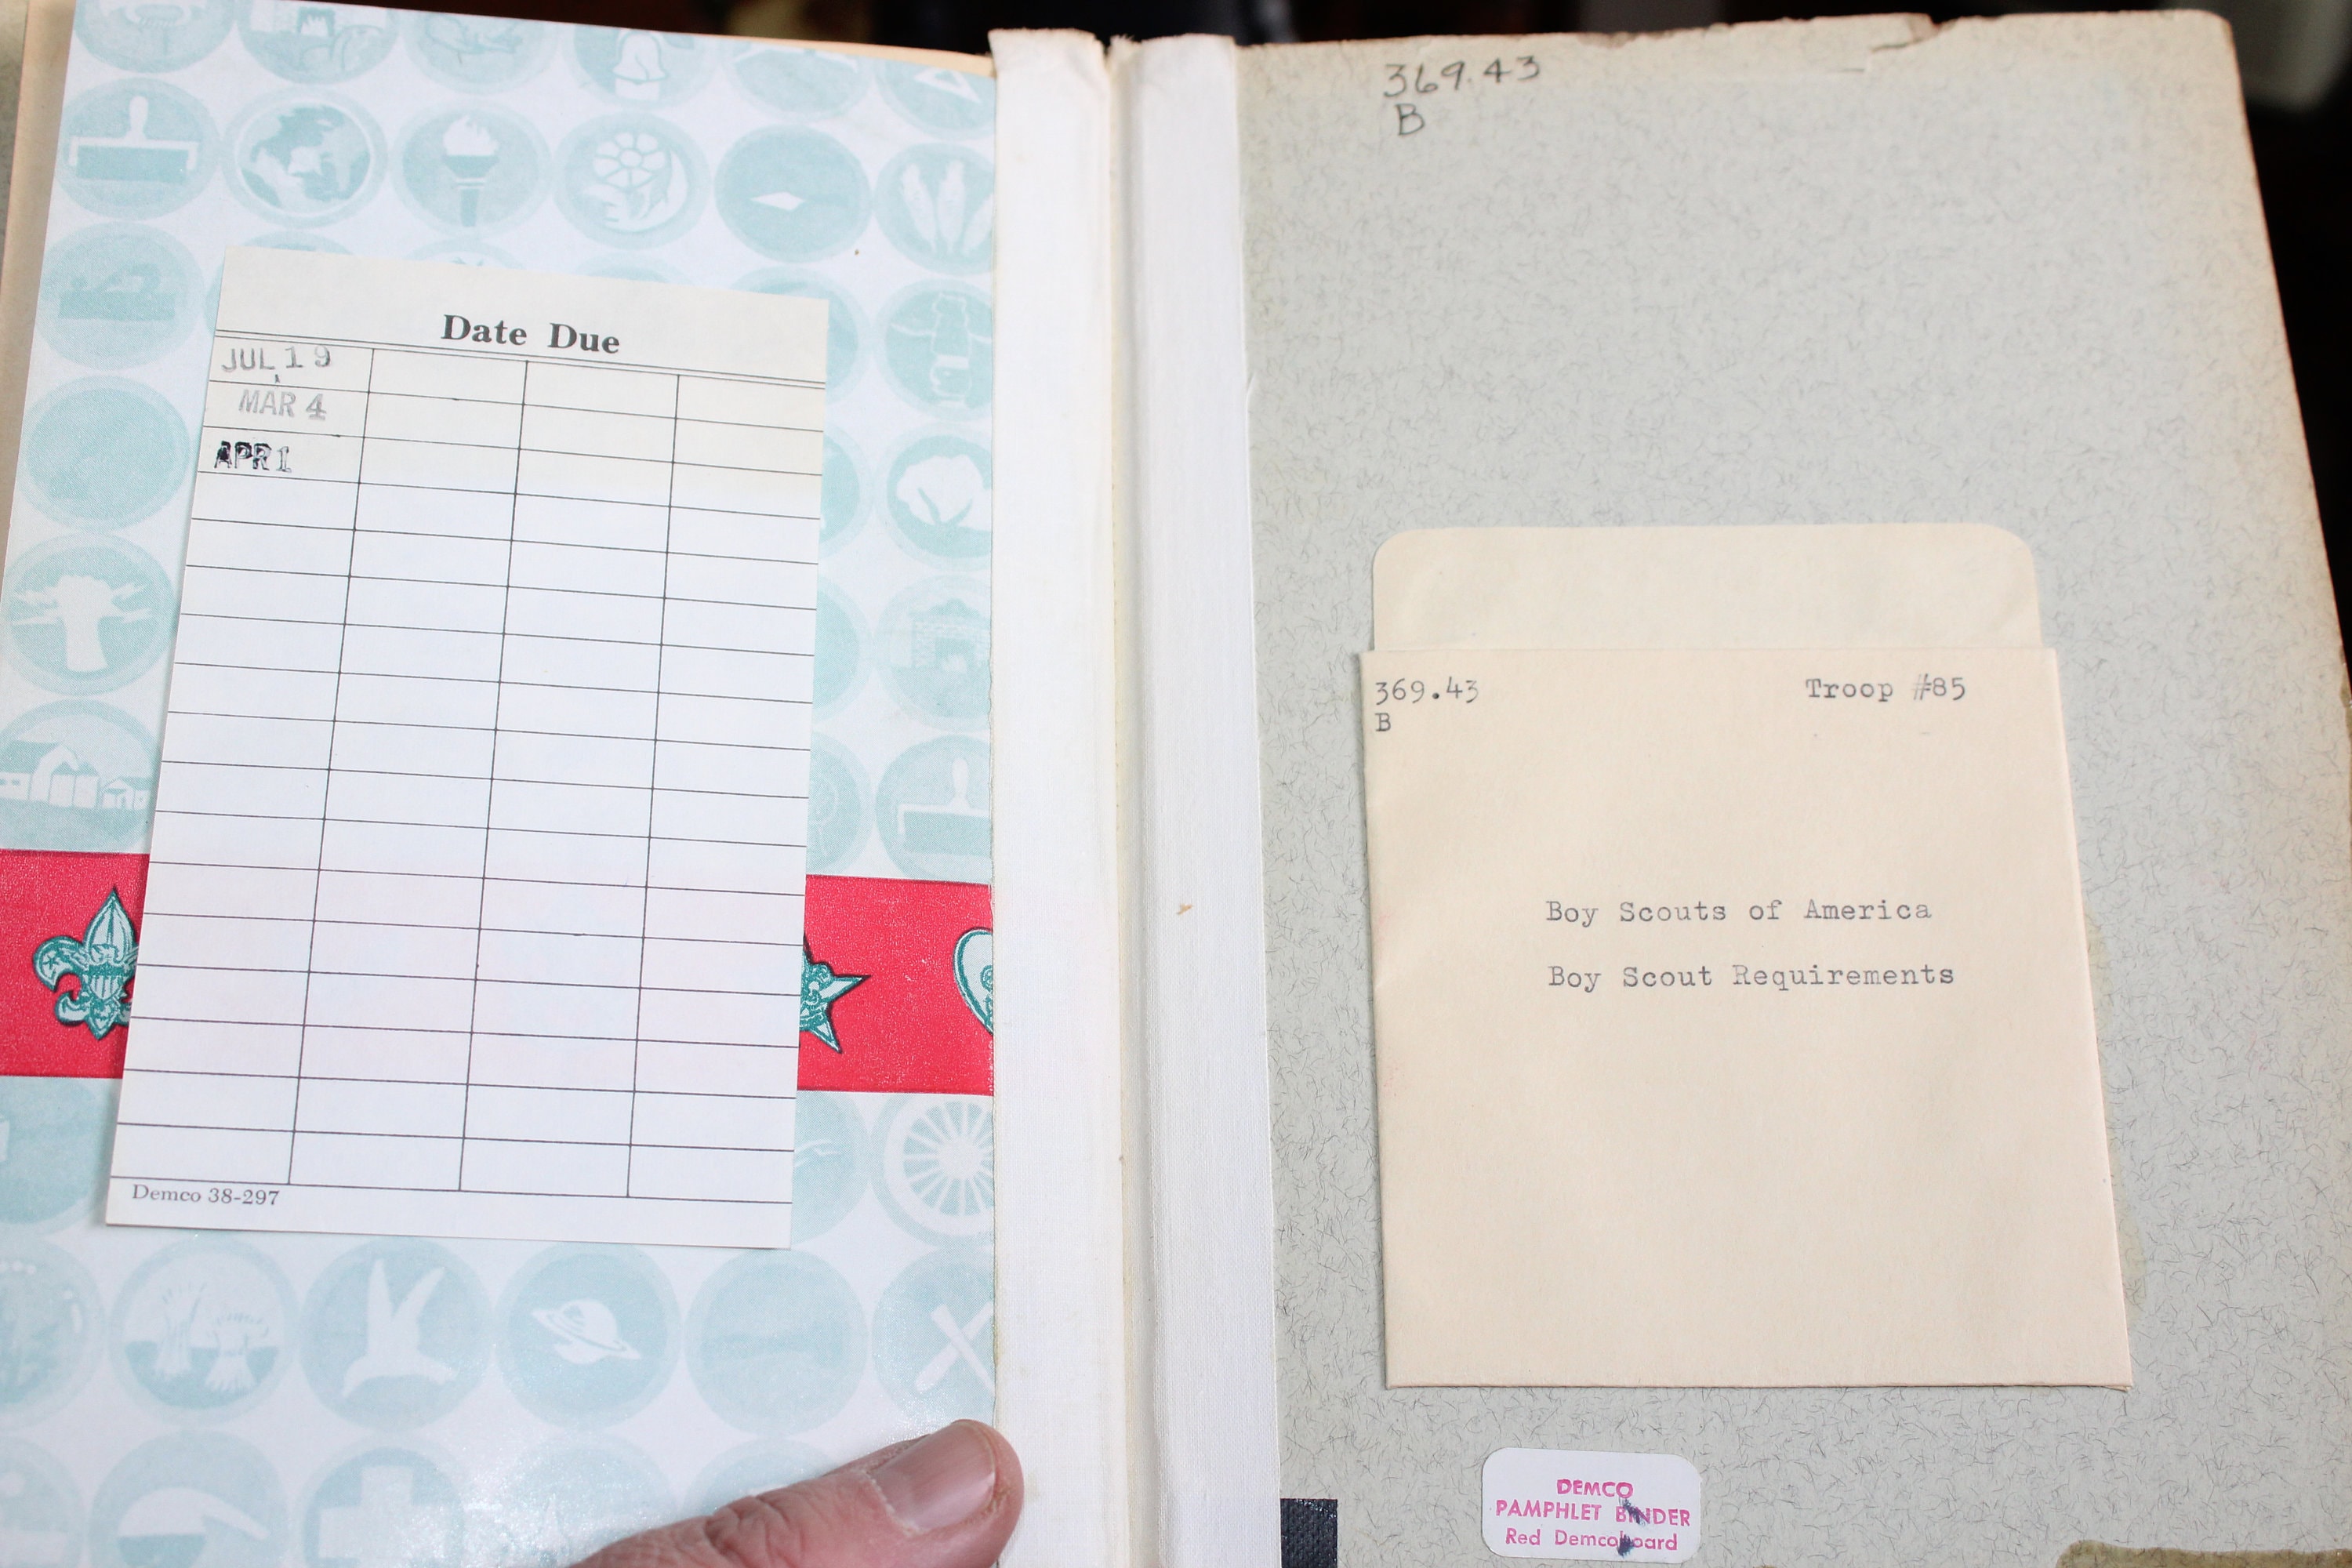 Date Due
JUL 19
MAR 4
APR 1
Demco 38-297
369.43
B
369.43 Troop #85
B
Boy Scouts of America
Boy Scout Requirements
DEMCO
PAMPHLET BINDER
Red Demcoboard